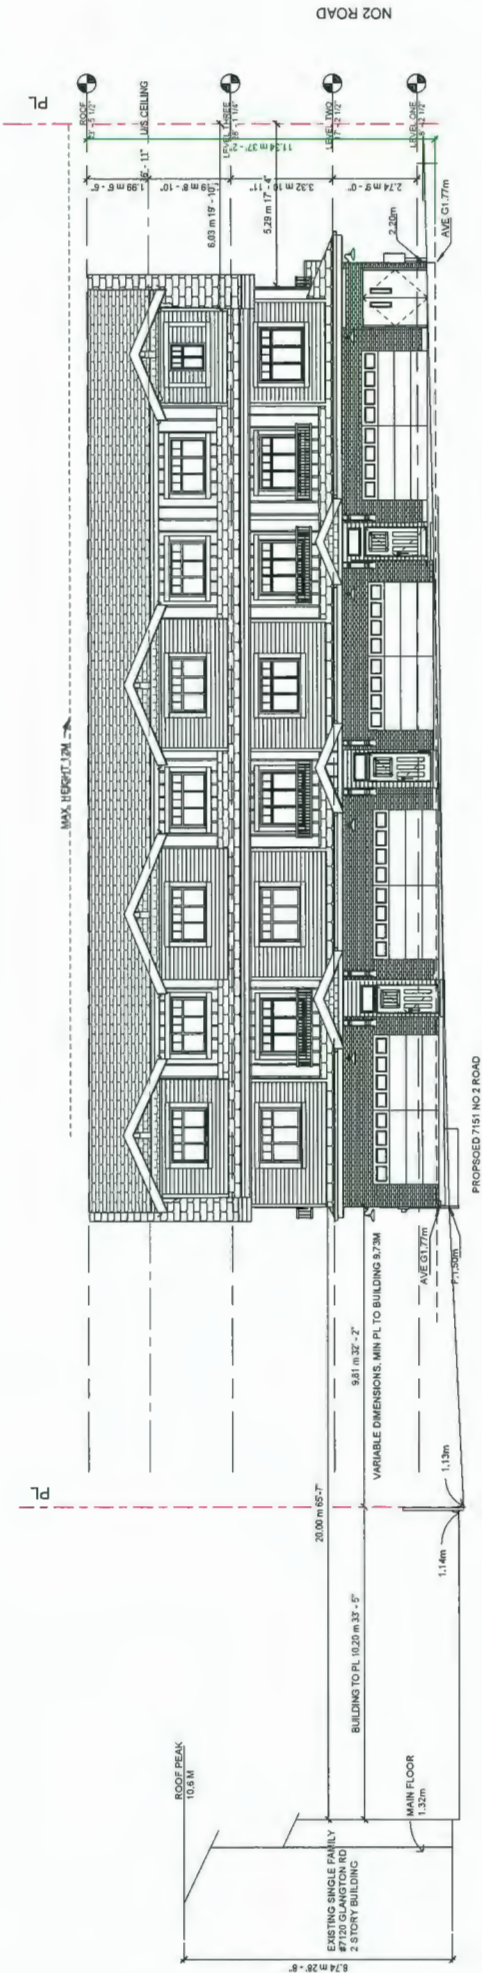 NO2 ROAD
PL
ROOF
U/S CEILING
LEVEL THREE
LEVEL TWO
LEVEL ONE
1.99 m 6'- 6"
3.32 m 10'- 11"
2.74 m 9'- 0"
11.34 m 37'- 2"
6.03 m 19' - 10"
5.29 m 17' - 4"
2.20m
AVE G1.77m
MAX. HEIGHT 12M
PROPSOED 7151 NO 2 ROAD
AVE G1.77m
F.1.50m
9.81 m 32' - 2"
VARIABLE DIMENSIONS. MIN PL TO BUILDING 9.73M
PL
20.00 m 65'-7"
1.13m
1.14m
BUILDING TO PL 10.20 m 33' - 5"
ROOF PEAK
10.6 M
MAIN FLOOR
1.32m
EXISTING SINGLE FAMILY
#7120 GLANGTON RD
2 STORY BUILDING
8.74 m 28'- 8"